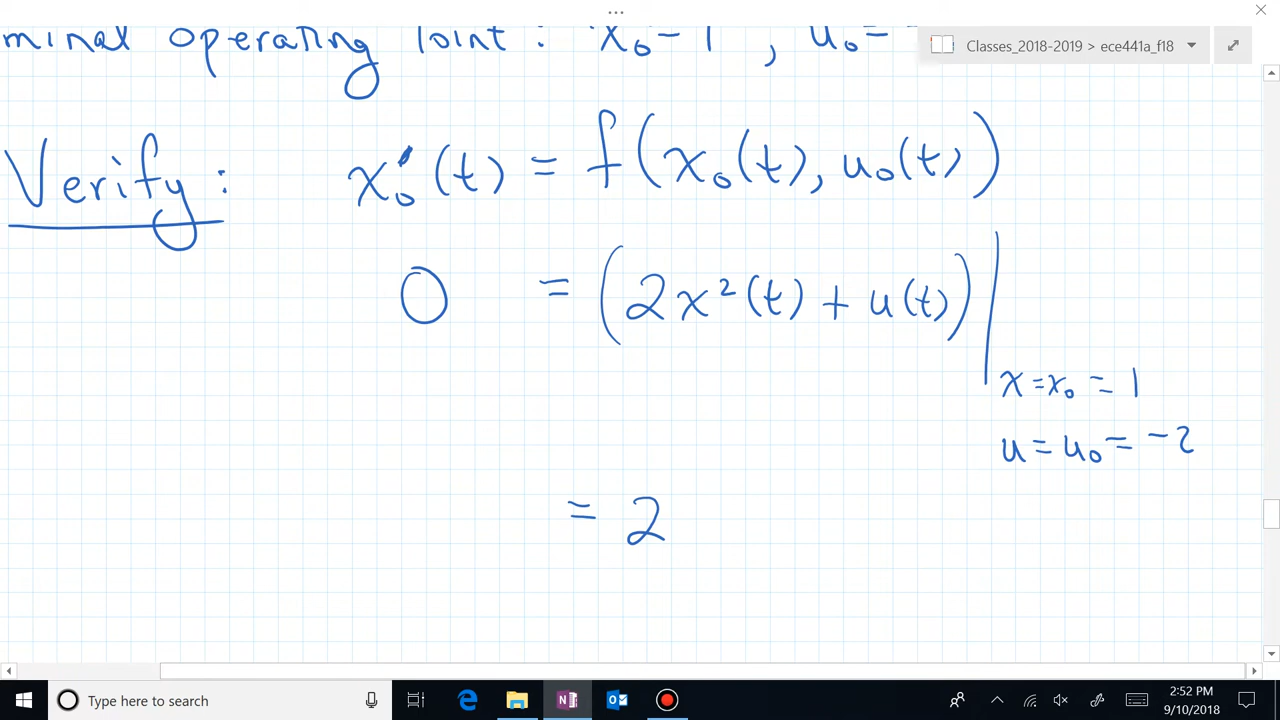 ...
minal operating Point : x₀ = 1 , u₀ =
Classes_2018-2019 > ece441a_f18
Verify : ẋ₀(t) = f(x₀(t), u₀(t))
0 = (2x²(t) + u(t))|
x = x₀ = 1
u = u₀ = -2
= 2
Type here to search
2:52 PM
9/10/2018